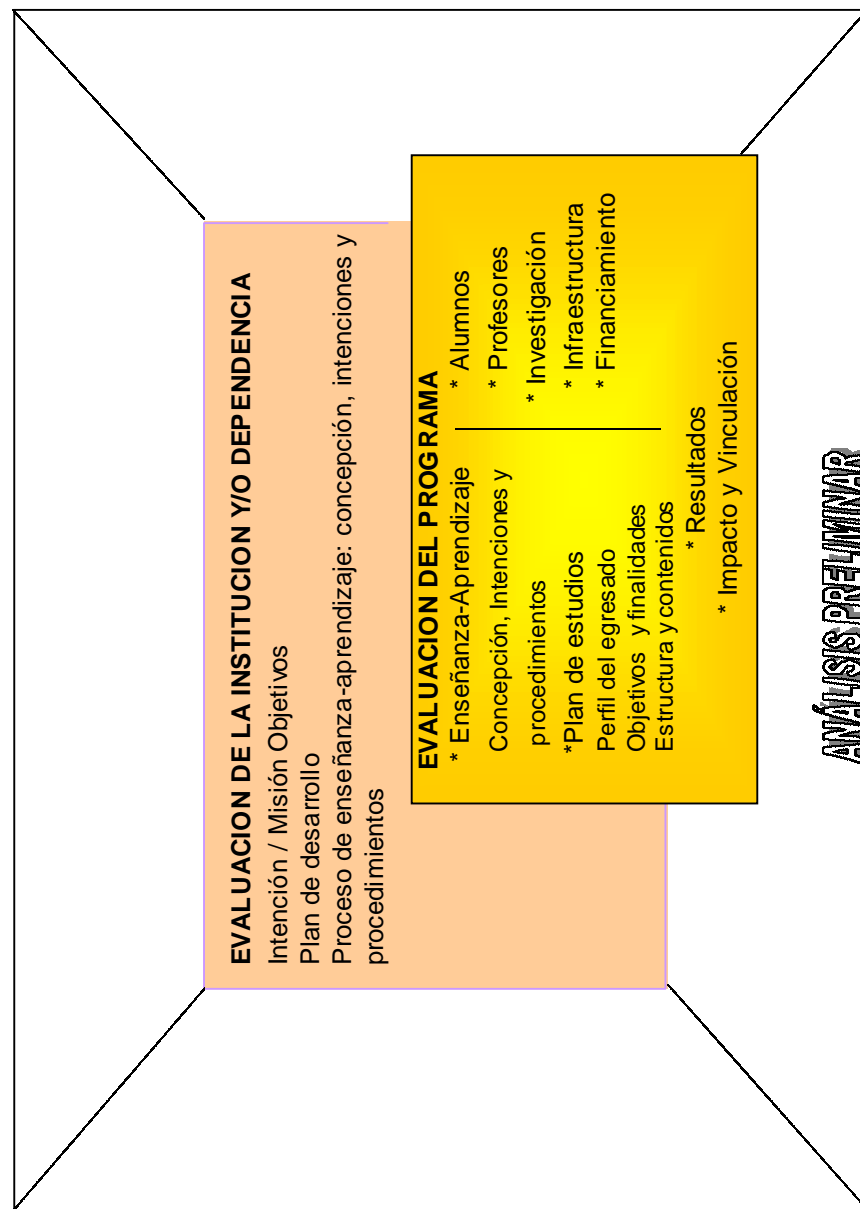 EVALUACION DE LA INSTITUCION Y/O DEPENDENCIA
Intención / Misión Objetivos
Plan de desarrollo
Proceso de enseñanza-aprendizaje: concepción, intenciones y
procedimientos
EVALUACION DEL PROGRAMA
* Enseñanza-Aprendizaje
Concepción, Intenciones y
procedimientos
*Plan de estudios
Perfil del egresado
Objetivos y finalidades
Estructura y contenidos
* Alumnos
* Profesores
* Investigación
* Infraestructura
* Financiamiento
* Resultados
* Impacto y Vinculación
ANÁLISIS PRELIMINAR